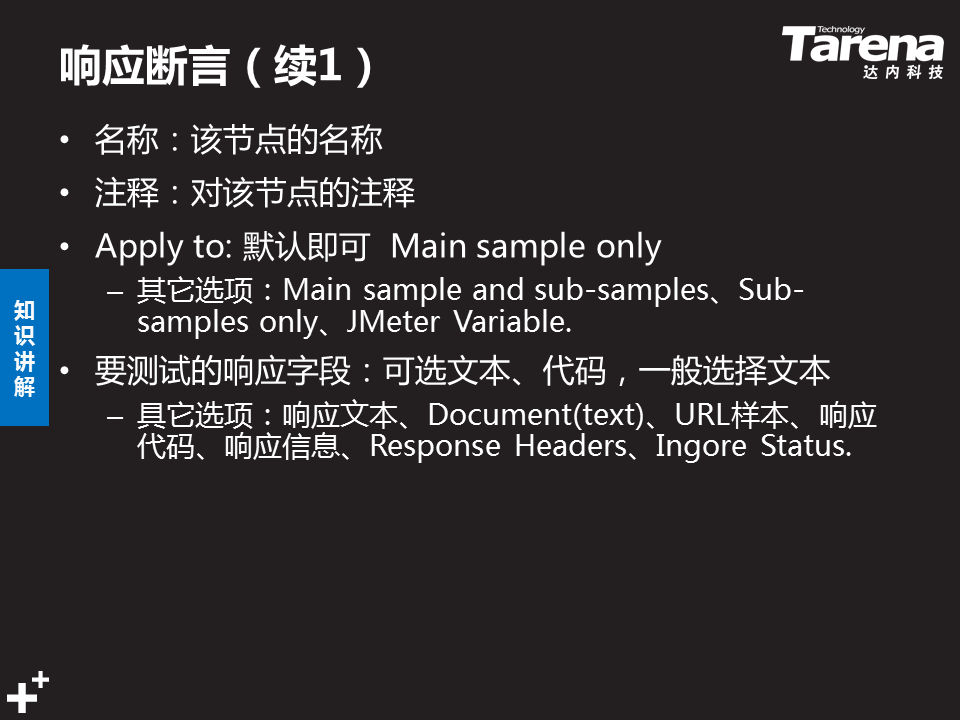 响应断言（续1）
Technology
Tarena
达内科技
• 名称：该节点的名称
• 注释：对该节点的注释
• Apply to: 默认即可 Main sample only
– 其它选项：Main sample and sub-samples、Sub-
samples only、JMeter Variable.
• 要测试的响应字段：可选文本、代码，一般选择文本
– 具它选项：响应文本、Document(text)、URL样本、响应
代码、响应信息、Response Headers、Ingore Status.
知
识
讲
解